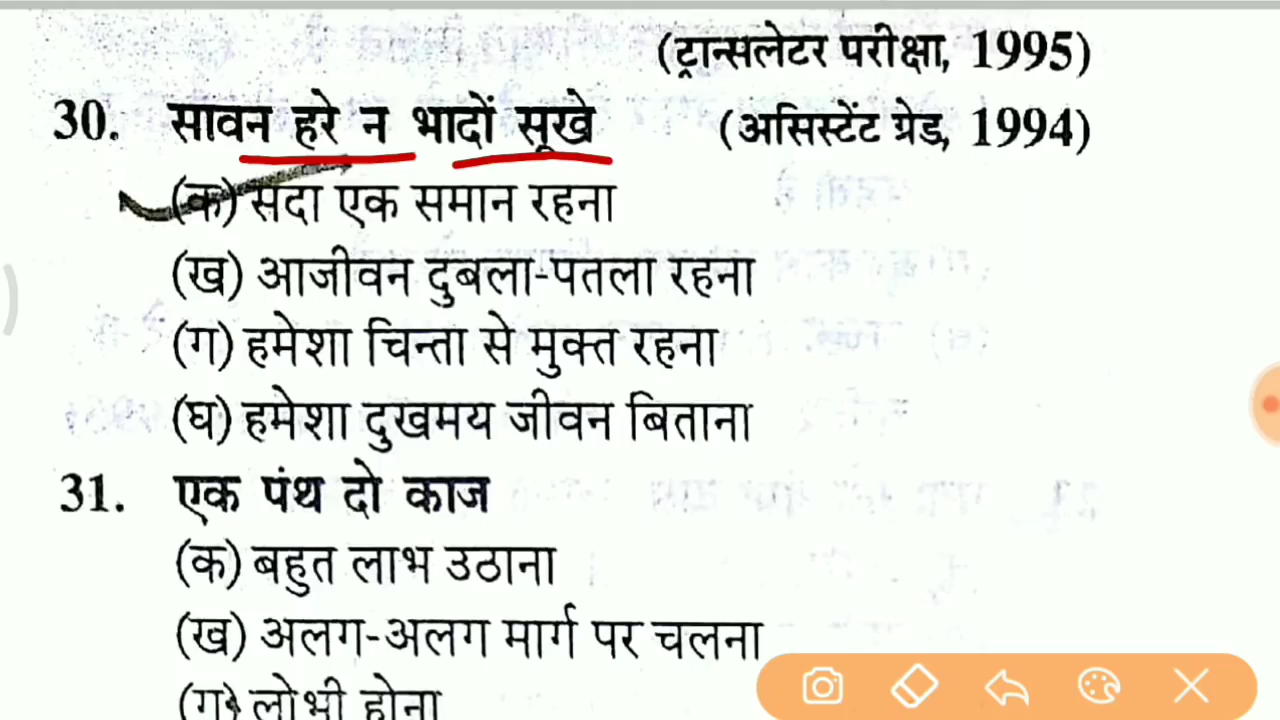 (ट्रान्सलेटर परीक्षा, 1995)
30. सावन हरे न भादों सूखे (असिस्टेंट ग्रेड, 1994)
(क) सदा एक समान रहना
(ख) आजीवन दुबला-पतला रहना
(ग) हमेशा चिन्ता से मुक्त रहना
(घ) हमेशा दुखमय जीवन बिताना
31. एक पंथ दो काज
(क) बहुत लाभ उठाना
(ख) अलग-अलग मार्ग पर चलना
(ग) लोभी होना